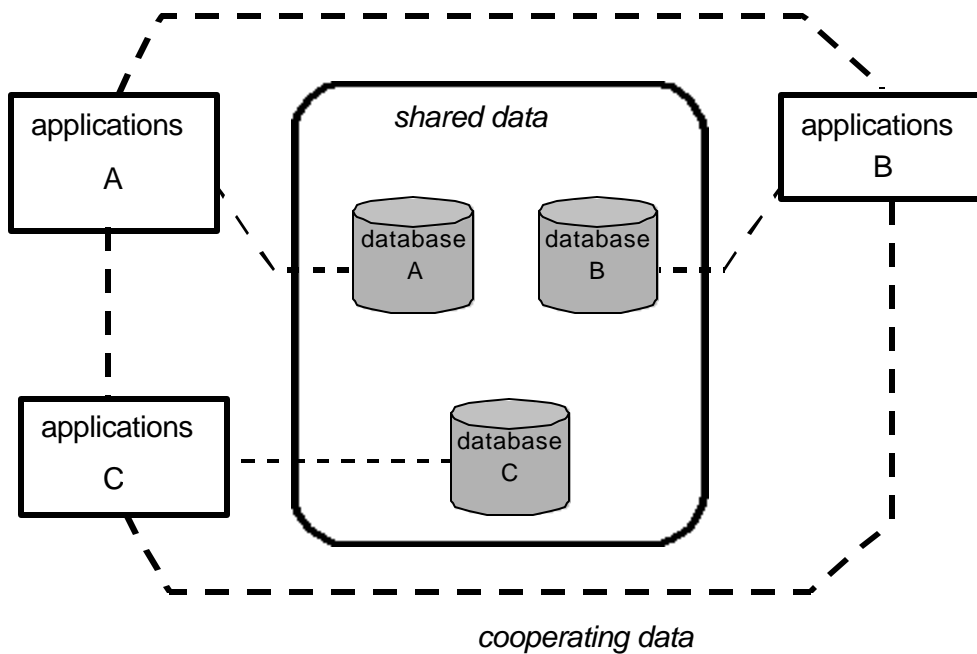 applications
A
shared data
applications
B
database
A
database
B
applications
C
database
C
cooperating data